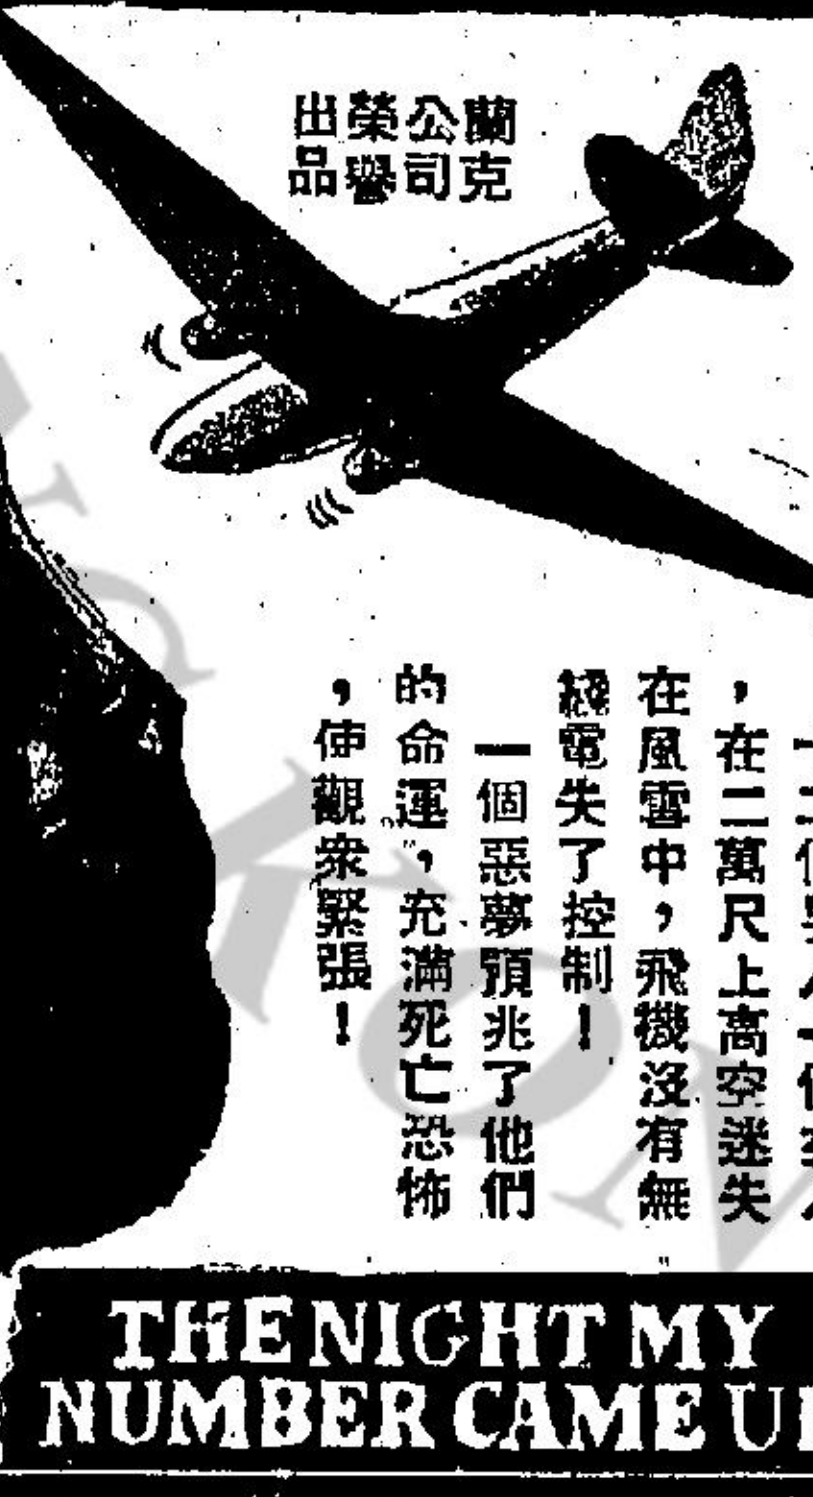 蘭克
公司
榮譽
出品
，在二萬尺上高空迷失
在風雪中，飛機沒有無
綫電失了控制！
一個惡夢預兆了他們
的命運，充滿死亡恐怖
，使觀衆緊張！
THE NIGHT MY
NUMBER CAME